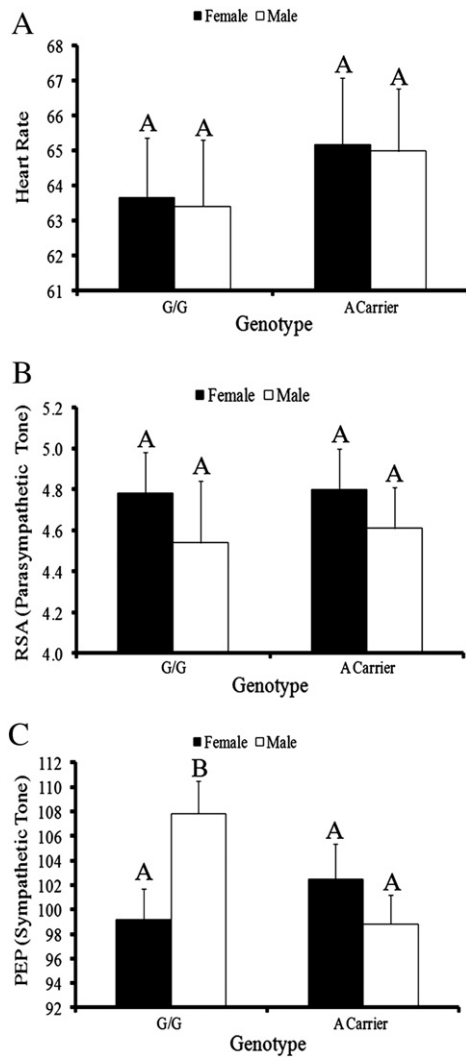 A
Female Male
68
67
66
65
64
63
62
61
Heart Rate
A A A A
G/G A Carrier
Genotype
B
Female Male
5.2
5.0
4.8
4.6
4.4
4.2
4.0
RSA (Parasympathetic Tone)
A A A A
G/G A Carrier
Genotype
C
Female Male
112
110
108
106
104
102
100
98
96
94
92
PEP (Sympathetic Tone)
A B A A
G/G A Carrier
Genotype